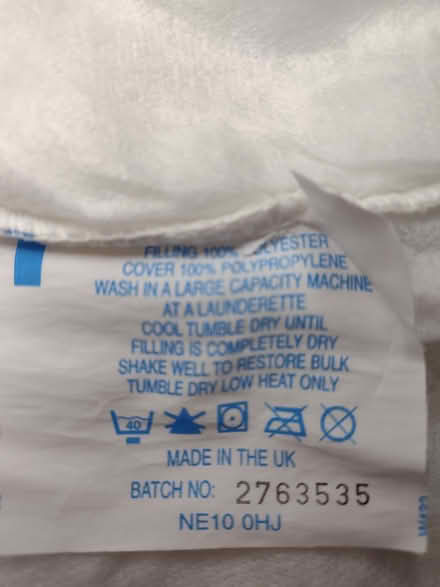 FILLING 100% POLYESTER
COVER 100% POLYPROPYLENE
WASH IN A LARGE CAPACITY MACHINE
AT A LAUNDERETTE
COOL TUMBLE DRY UNTIL
FILLING IS COMPLETELY DRY
SHAKE WELL TO RESTORE BULK
TUMBLE DRY LOW HEAT ONLY
40
MADE IN THE UK
BATCH NO: 2763535
NE10 0HJ